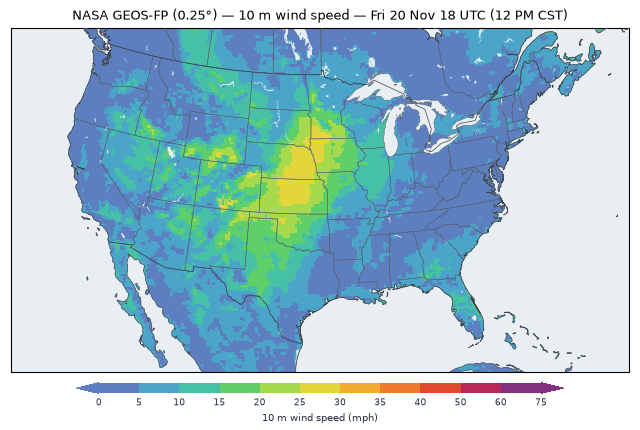 NASA GEOS-FP (0.25°) — 10 m wind speed — Fri 20 Nov 18 UTC (12 PM CST)
0 5 10 15 20 25 30 35 40 50 60 75
10 m wind speed (mph)